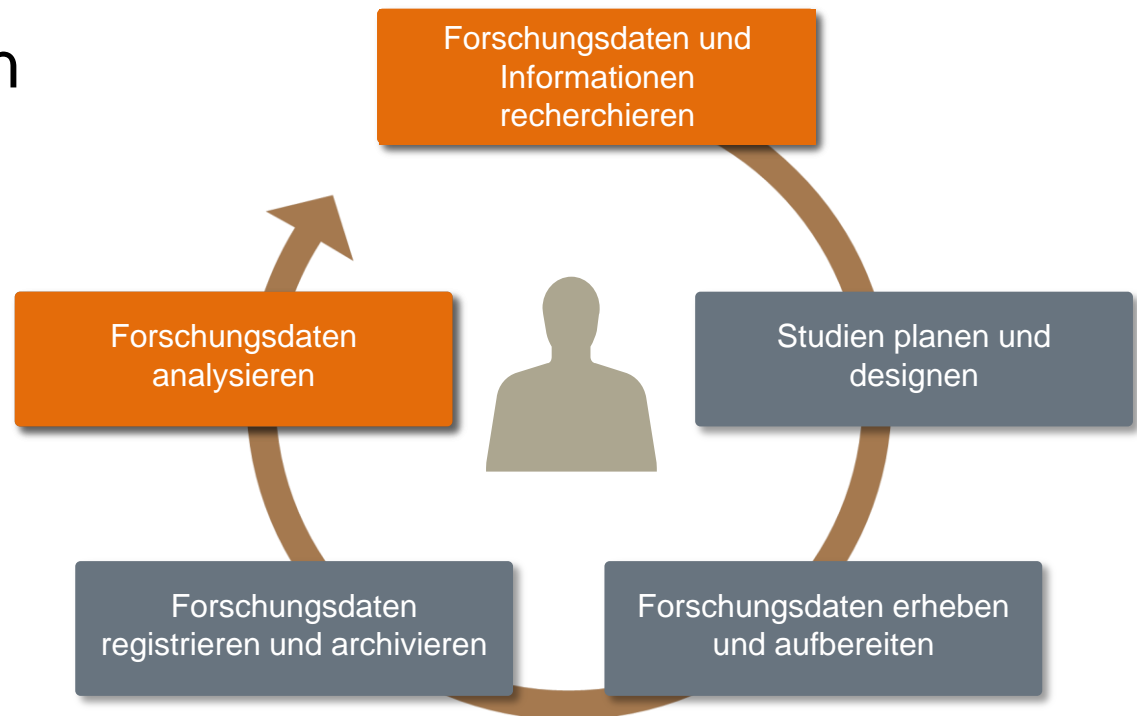 n
Forschungsdaten und
Informationen
recherchieren
Studien planen und
designen
Forschungsdaten erheben
und aufbereiten
Forschungsdaten
registrieren und archivieren
Forschungsdaten
analysieren